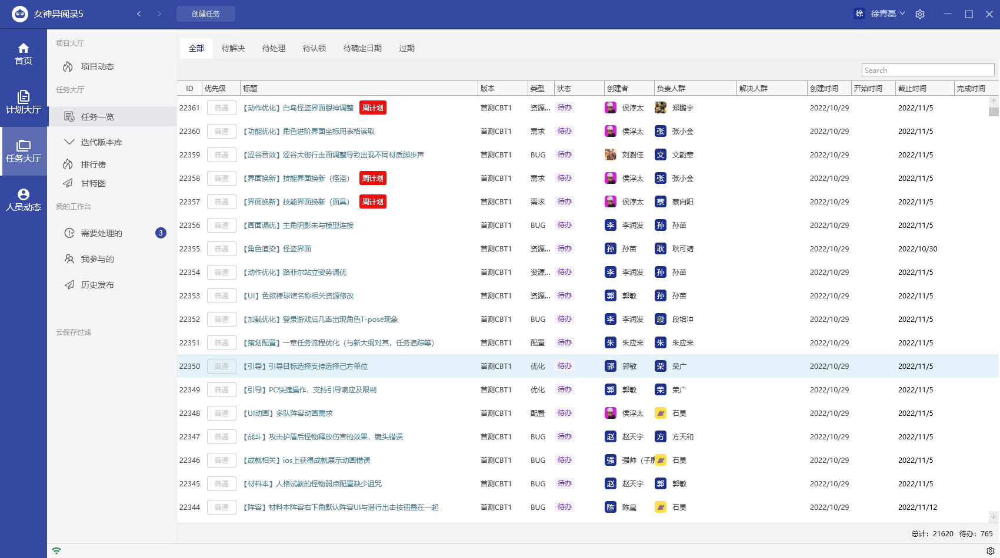 女神异闻录5
创建任务
徐 徐青磊
首页
计划大厅
任务大厅
人员动态
项目大厅
项目动态
任务大厅
任务一览
迭代版本库
排行榜
甘特图
我的工作台
需要处理的 3
我参与的
历史发布
云保存过滤
全部 待解决 待处理 待认领 待确定日期 过期
Search
ID 优先级 标题 版本 类型 状态 创建者 负责人群 解决人群 创建时间 开始时间 截止时间 完成时间
22361 普通 【动作优化】白鸟怪盗界面眼神调整 周计划 首测CBT1 资源... 待办 侯淳太 郑鹏宇 2022/10/29 2022/11/5
22360 普通 【功能优化】角色进阶界面坐标用表格读取 首测CBT1 需求 待办 侯淳太 张 张小金 2022/10/29 2022/11/5
22359 普通 【涩谷音效】涩谷大街行走面调整导致出现不同材质脚步声 首测CBT1 BUG 待办 刘澍佳 文 文韵章 2022/10/29 2022/11/5
22358 普通 【界面换新】技能界面换新（怪盗） 周计划 首测CBT1 需求 待办 侯淳太 张 张小金 2022/10/29 2022/11/5
22357 普通 【界面换新】技能界面换新（面具） 周计划 首测CBT1 需求 待办 侯淳太 蔡 蔡向阳 2022/10/29 2022/11/5
22356 普通 【画面调优】主角阴影未与模型连接 首测CBT1 BUG 待办 李 李润发 孙 孙苗 2022/10/29 2022/11/5
22355 普通 【角色渲染】怪盗界面 首测CBT1 资源... 待办 孙 孙苗 耿 耿可靖 2022/10/29 2022/10/30
22354 普通 【动作优化】路菲尔站立姿势调优 首测CBT1 资源... 待办 李 李润发 孙 孙苗 2022/10/29 2022/11/5
22353 普通 【UI】色欲棒球馆名称相关资源修改 首测CBT1 资源... 待办 郭 郭敏 孙 孙苗 2022/10/29 2022/11/5
22352 普通 【加载优化】登录游戏后几率出现角色T-pose现象 首测CBT1 BUG 待办 李 李润发 段 段培冲 2022/10/29 2022/11/5
22351 普通 【策划配置】一章任务流程优化（与新大纲对其，任务追踪等） 首测CBT1 配置 待办 朱 朱应来 朱 朱应来 2022/10/29 2022/11/5
22350 普通 【引导】引导目标选择支持选择己方单位 首测CBT1 优化 待办 郭 郭敏 荣 荣广 2022/10/29 2022/11/5
22349 普通 【引导】PC快捷操作，支持引导响应及限制 首测CBT1 优化 待办 郭 郭敏 荣 荣广 2022/10/29 2022/11/5
22348 普通 【UI动画】多队阵容动画需求 首测CBT1 配置 待办 侯淳太 石昊 2022/10/29 2022/11/5
22347 普通 【战斗】攻击护盾后怪物释放伤害的效果，镜头错误 首测CBT1 BUG 待办 赵 赵天宇 方 方天和 2022/10/29 2022/11/5
22346 普通 【成就相关】ios上获得成就展示动画错误 首测CBT1 BUG 待办 强 强帅（子 石昊 2022/10/29 2022/11/5
22345 普通 【材料本】人格试教的怪物弱点配置缺少诅咒 首测CBT1 BUG 待办 赵 赵天宇 郭 郭敏 2022/10/29 2022/11/5
22344 普通 【阵容】材料本阵容右下角默认阵容UI与潜行出击按钮叠在一起 首测CBT1 BUG 待办 陈 陈晨 石昊 2022/10/29 2022/11/12
总计：21620 待办：765